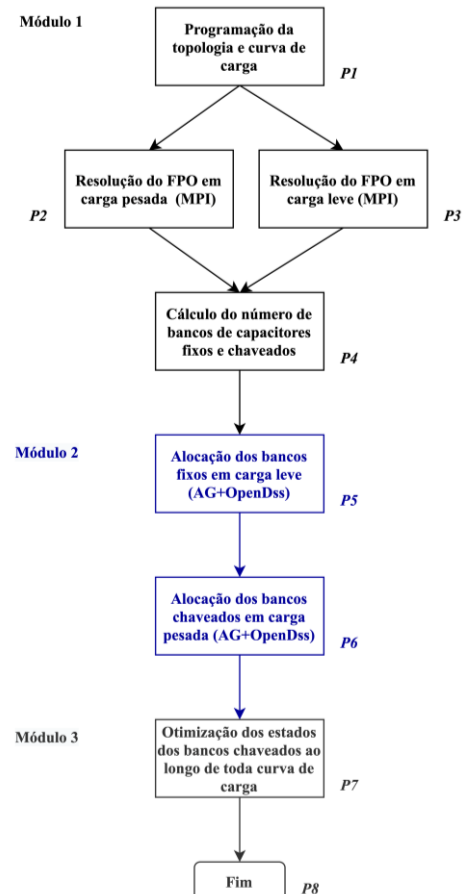 Módulo 1
Programação da
topologia e curva de
carga
P1
Resolução do FPO em
carga pesada (MPI)
P2
Resolução do FPO em
carga leve (MPI)
P3
Cálculo do número de
bancos de capacitores
fixos e chaveados
P4
Módulo 2
Alocação dos bancos
fixos em carga leve
(AG+OpenDss)
P5
Alocação dos bancos
chaveados em carga
pesada (AG+OpenDss)
P6
Módulo 3
Otimização dos estados
dos bancos chaveados ao
longo de toda curva de
carga
P7
Fim
P8